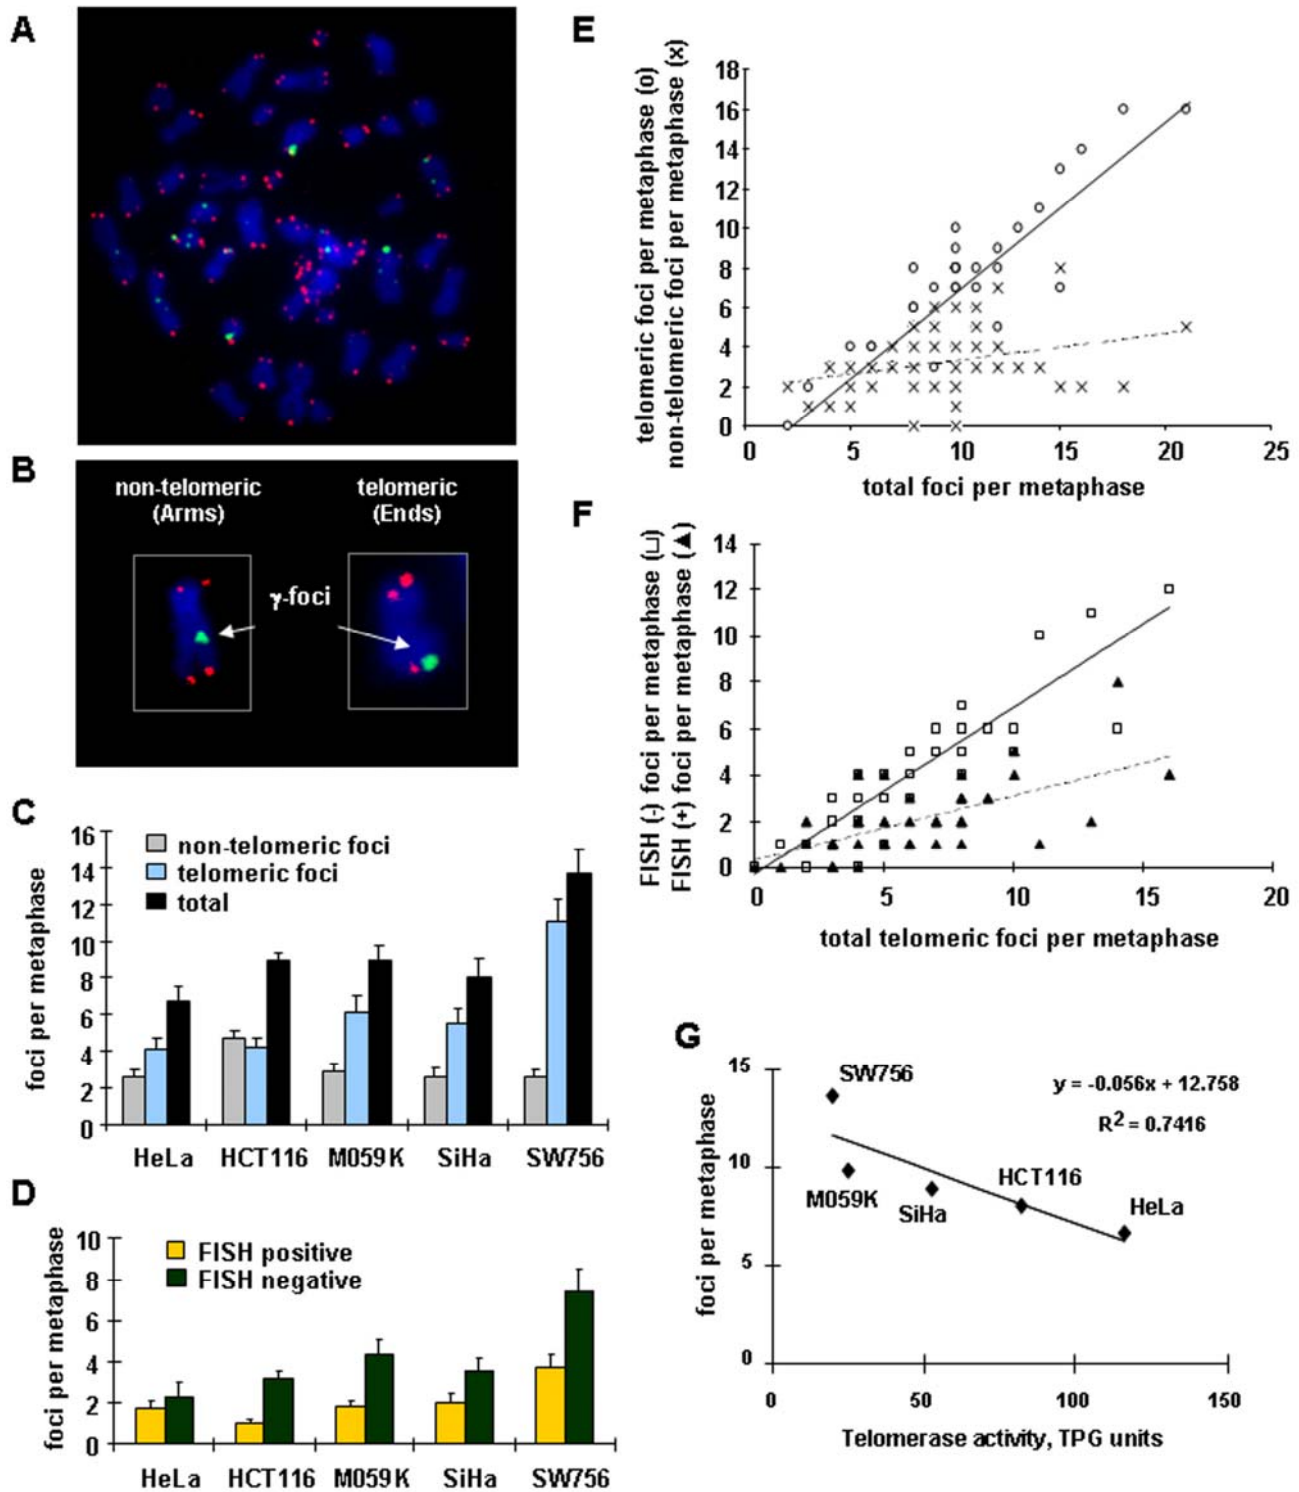 A
B
non-telomeric
(Arms)
telomeric
(Ends)
γ-foci
C
foci per metaphase
16
14
12
10
8
6
4
2
0
non-telomeric foci
telomeric foci
total
HeLa HCT116 M059K SiHa SW756
D
foci per metaphase
10
8
6
4
2
0
FISH positive
FISH negative
HeLa HCT116 M059K SiHa SW756
E
telomeric foci per metaphase (o)
non-telomeric foci per metaphase (x)
18
16
14
12
10
8
6
4
2
0
0 5 10 15 20 25
total foci per metaphase
F
FISH (-) foci per metaphase (□)
FISH (+) foci per metaphase (▲)
14
12
10
8
6
4
2
0
0 5 10 15 20
total telomeric foci per metaphase
G
foci per metaphase
15
10
5
0
SW756
y = -0.056x + 12.758
R2 = 0.7416
M059K
SiHa
HCT116
HeLa
0 50 100 150
Telomerase activity, TPG units